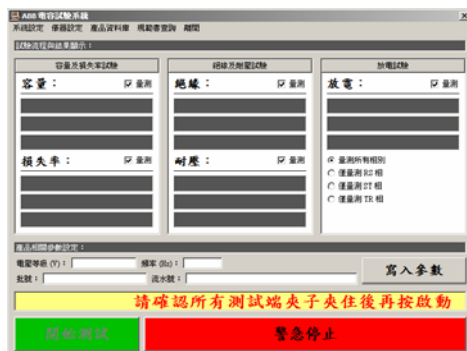 ABB 電容試驗系統
系統設定 儀器設定 產品資料庫 規範書查詢 離開
試驗流程與結果顯示：
容量及損失率試驗 絕緣及耐壓試驗 放電試驗
容量： 量測 絕緣： 量測 放電： 量測
損失率： 量測 耐壓： 量測
量測所有相別
僅量測 RS 相
僅量測 ST 相
僅量測 TR 相
產品相關參數設定：
電壓等級 (V)： 頻率 (Hz)：
批號： 流水號：
寫入參數
請確認所有測試端夾子夾住後再按啟動
開始測試 緊急停止